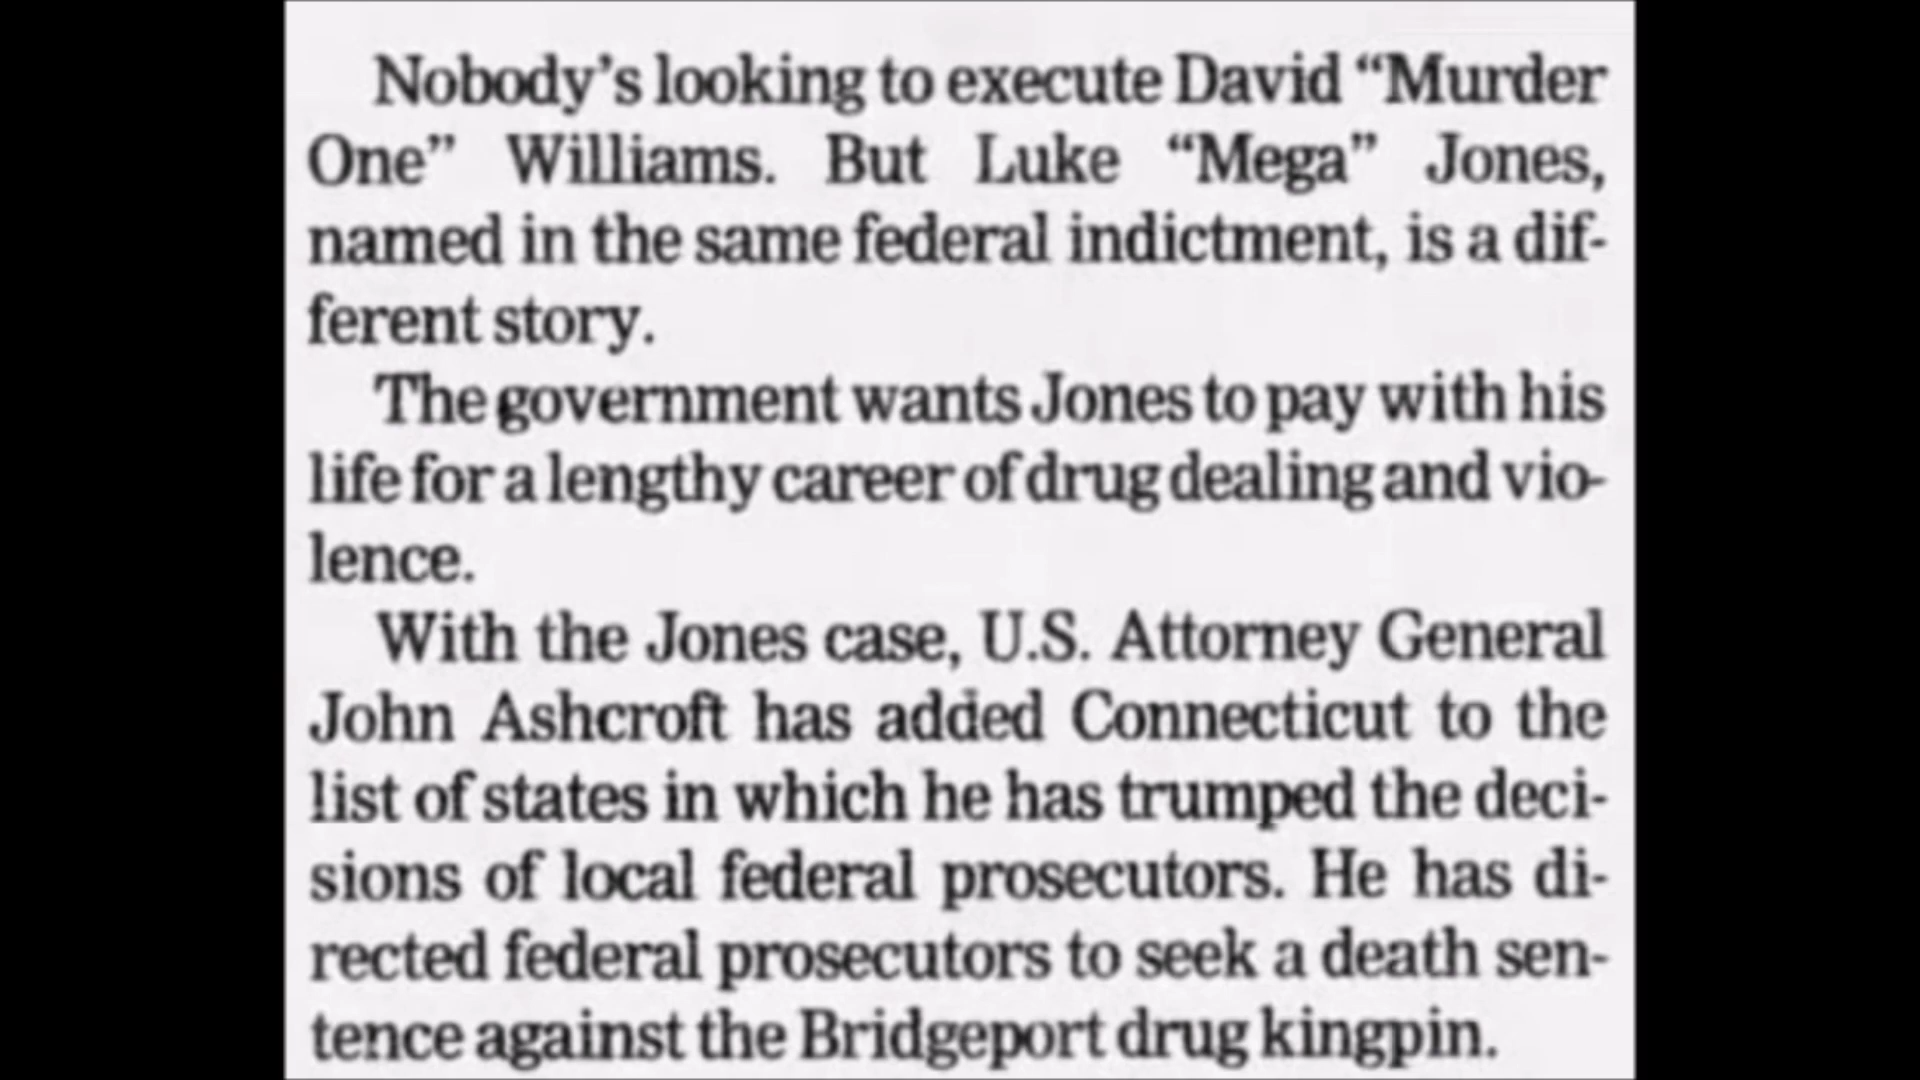 Nobody’s looking to execute David “Murder
One” Williams. But Luke “Mega” Jones,
named in the same federal indictment, is a dif-
ferent story.
The government wants Jones to pay with his
life for a lengthy career of drug dealing and vio-
lence.
With the Jones case, U.S. Attorney General
John Ashcroft has added Connecticut to the
list of states in which he has trumped the deci-
sions of local federal prosecutors. He has di-
rected federal prosecutors to seek a death sen-
tence against the Bridgeport drug kingpin.